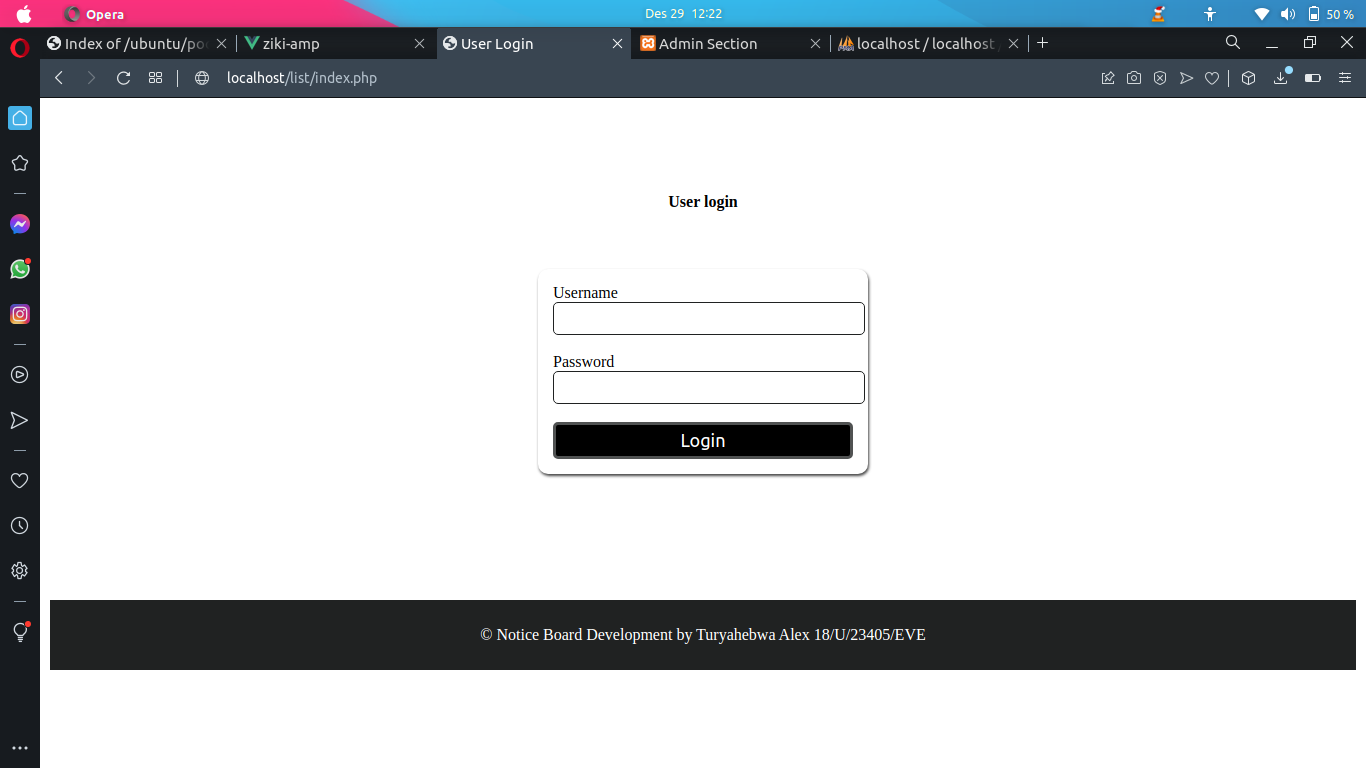 Opera
Des 29 12:22
50 %
Index of /ubuntu/po
ziki-amp
User Login
Admin Section
localhost / localhost
localhost/list/index.php
User login
Username
Password
Login
© Notice Board Development by Turyahebwa Alex 18/U/23405/EVE